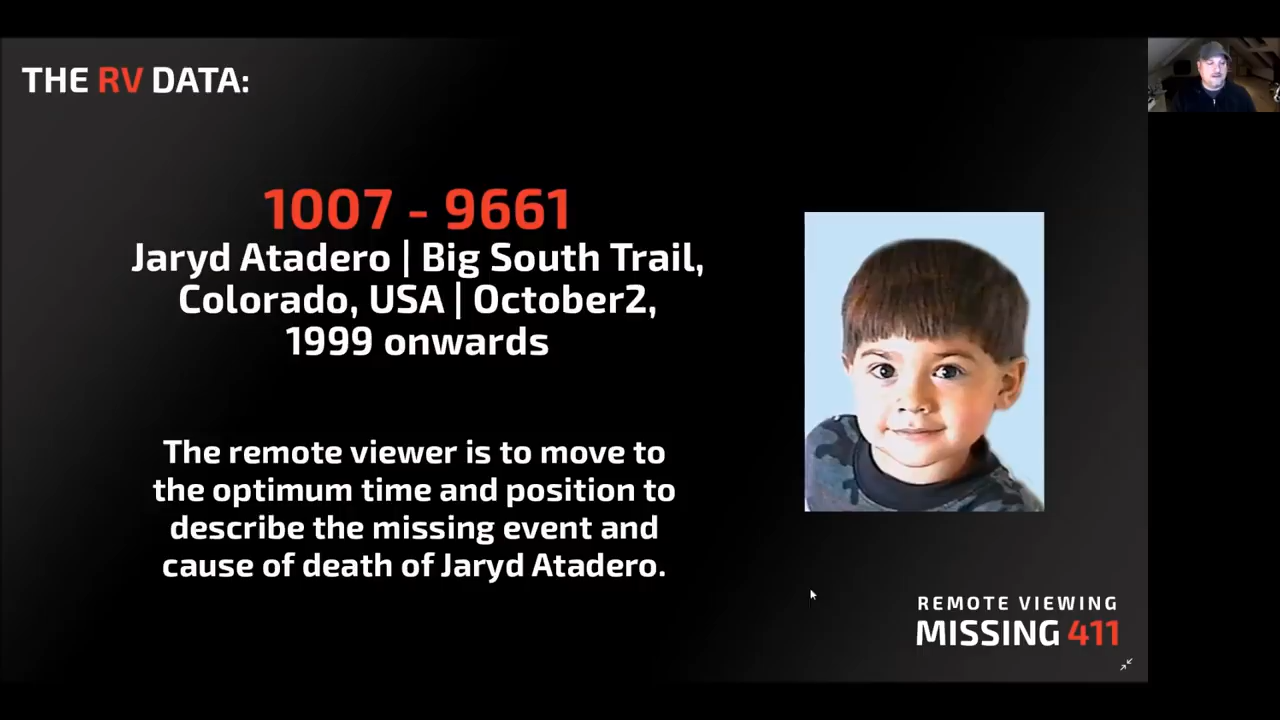 THE RV DATA:
1007 - 9661
Jaryd Atadero | Big South Trail,
Colorado, USA | October2,
1999 onwards
The remote viewer is to move to
the optimum time and position to
describe the missing event and
cause of death of Jaryd Atadero.
REMOTE VIEWING
MISSING 411